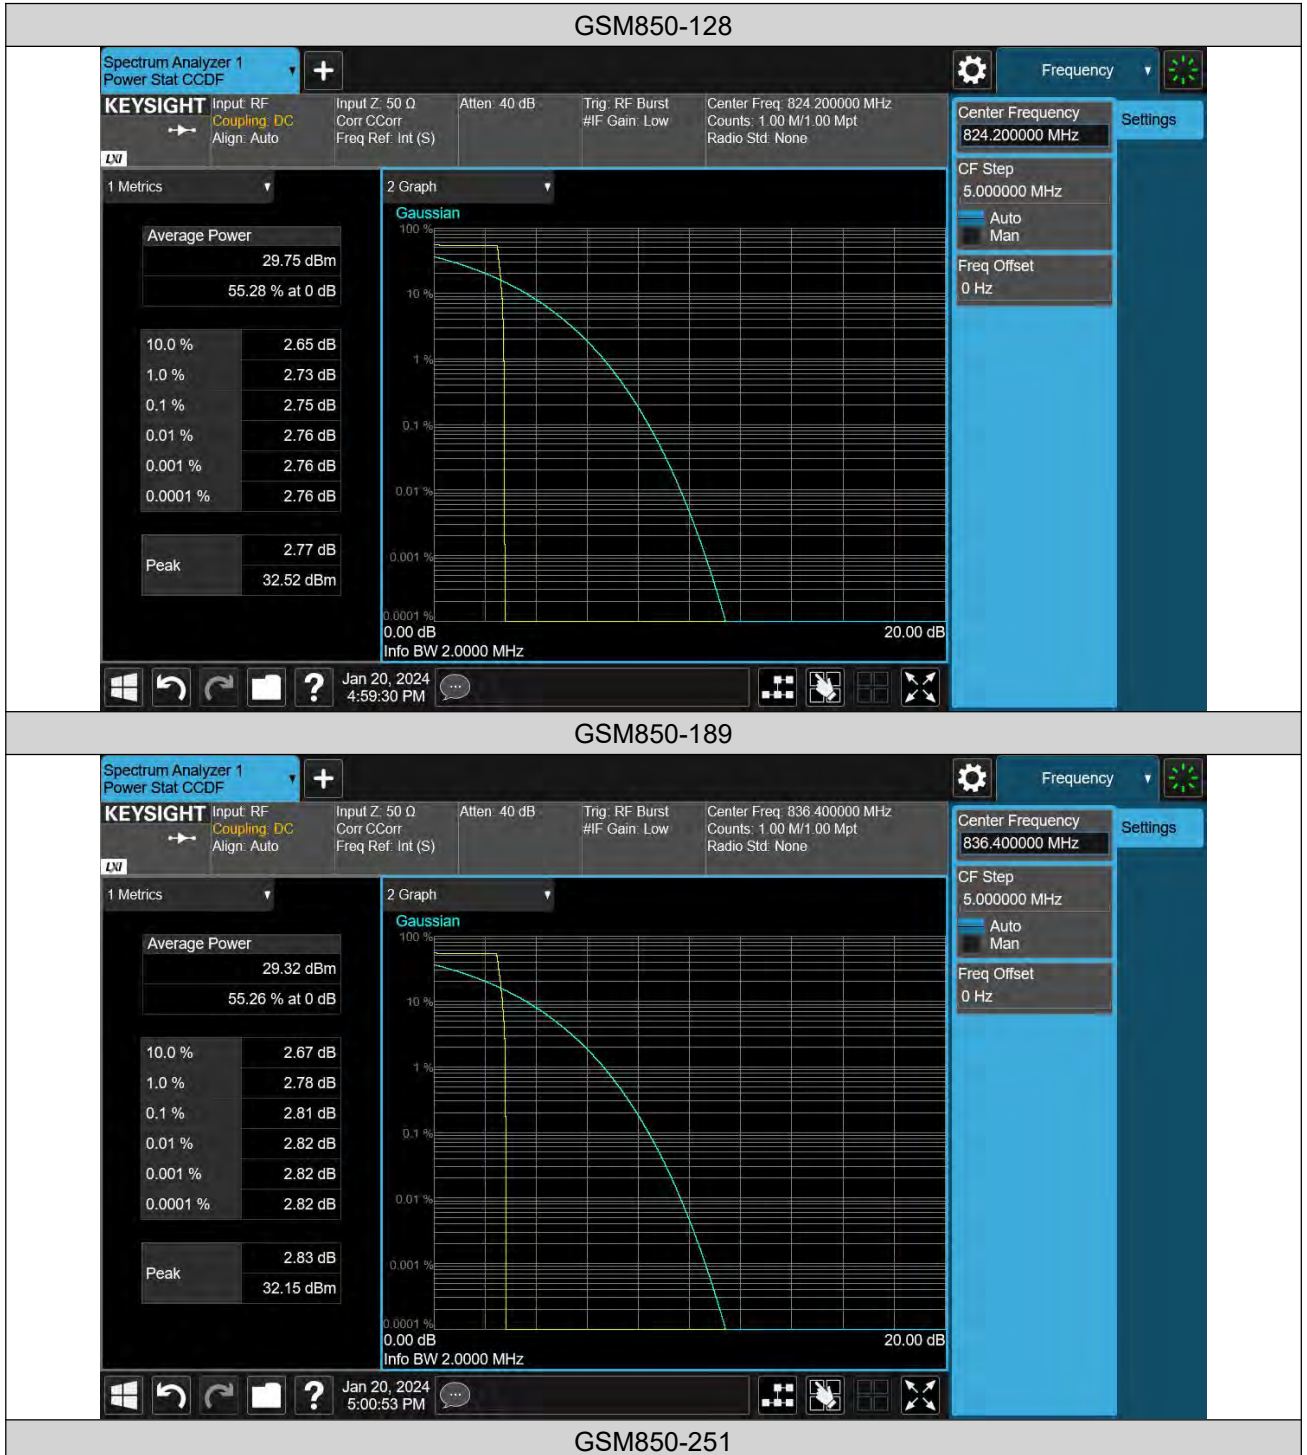 GSM850-128
Spectrum Analyzer 1
Power Stat CCDF
Frequency
KEYSIGHT
Input: RF
Coupling: DC
Align: Auto
Input Z: 50 Ω
Corr CCorr
Freq Ref: Int (S)
Atten: 40 dB
Trig: RF Burst
#IF Gain: Low
Center Freq: 824.200000 MHz
Counts: 1.00 M/1.00 Mpt
Radio Std: None
LXI
Center Frequency
824.200000 MHz
Settings
CF Step
5.000000 MHz
Auto
Man
Freq Offset
0 Hz
1 Metrics
Average Power
29.75 dBm
55.28 % at 0 dB
10.0 % 2.65 dB
1.0 % 2.73 dB
0.1 % 2.75 dB
0.01 % 2.76 dB
0.001 % 2.76 dB
0.0001 % 2.76 dB
Peak
2.77 dB
32.52 dBm
2 Graph
Gaussian
100 %
10 %
1 %
0.1 %
0.01 %
0.001 %
0.0001 %
0.00 dB
20.00 dB
Info BW 2.0000 MHz
Jan 20, 2024
4:59:30 PM
GSM850-189
Spectrum Analyzer 1
Power Stat CCDF
Frequency
KEYSIGHT
Input: RF
Coupling: DC
Align: Auto
Input Z: 50 Ω
Corr CCorr
Freq Ref: Int (S)
Atten: 40 dB
Trig: RF Burst
#IF Gain: Low
Center Freq: 836.400000 MHz
Counts: 1.00 M/1.00 Mpt
Radio Std: None
LXI
Center Frequency
836.400000 MHz
Settings
CF Step
5.000000 MHz
Auto
Man
Freq Offset
0 Hz
1 Metrics
Average Power
29.32 dBm
55.26 % at 0 dB
10.0 % 2.67 dB
1.0 % 2.78 dB
0.1 % 2.81 dB
0.01 % 2.82 dB
0.001 % 2.82 dB
0.0001 % 2.82 dB
Peak
2.83 dB
32.15 dBm
2 Graph
Gaussian
100 %
10 %
1 %
0.1 %
0.01 %
0.001 %
0.0001 %
0.00 dB
20.00 dB
Info BW 2.0000 MHz
Jan 20, 2024
5:00:53 PM
GSM850-251